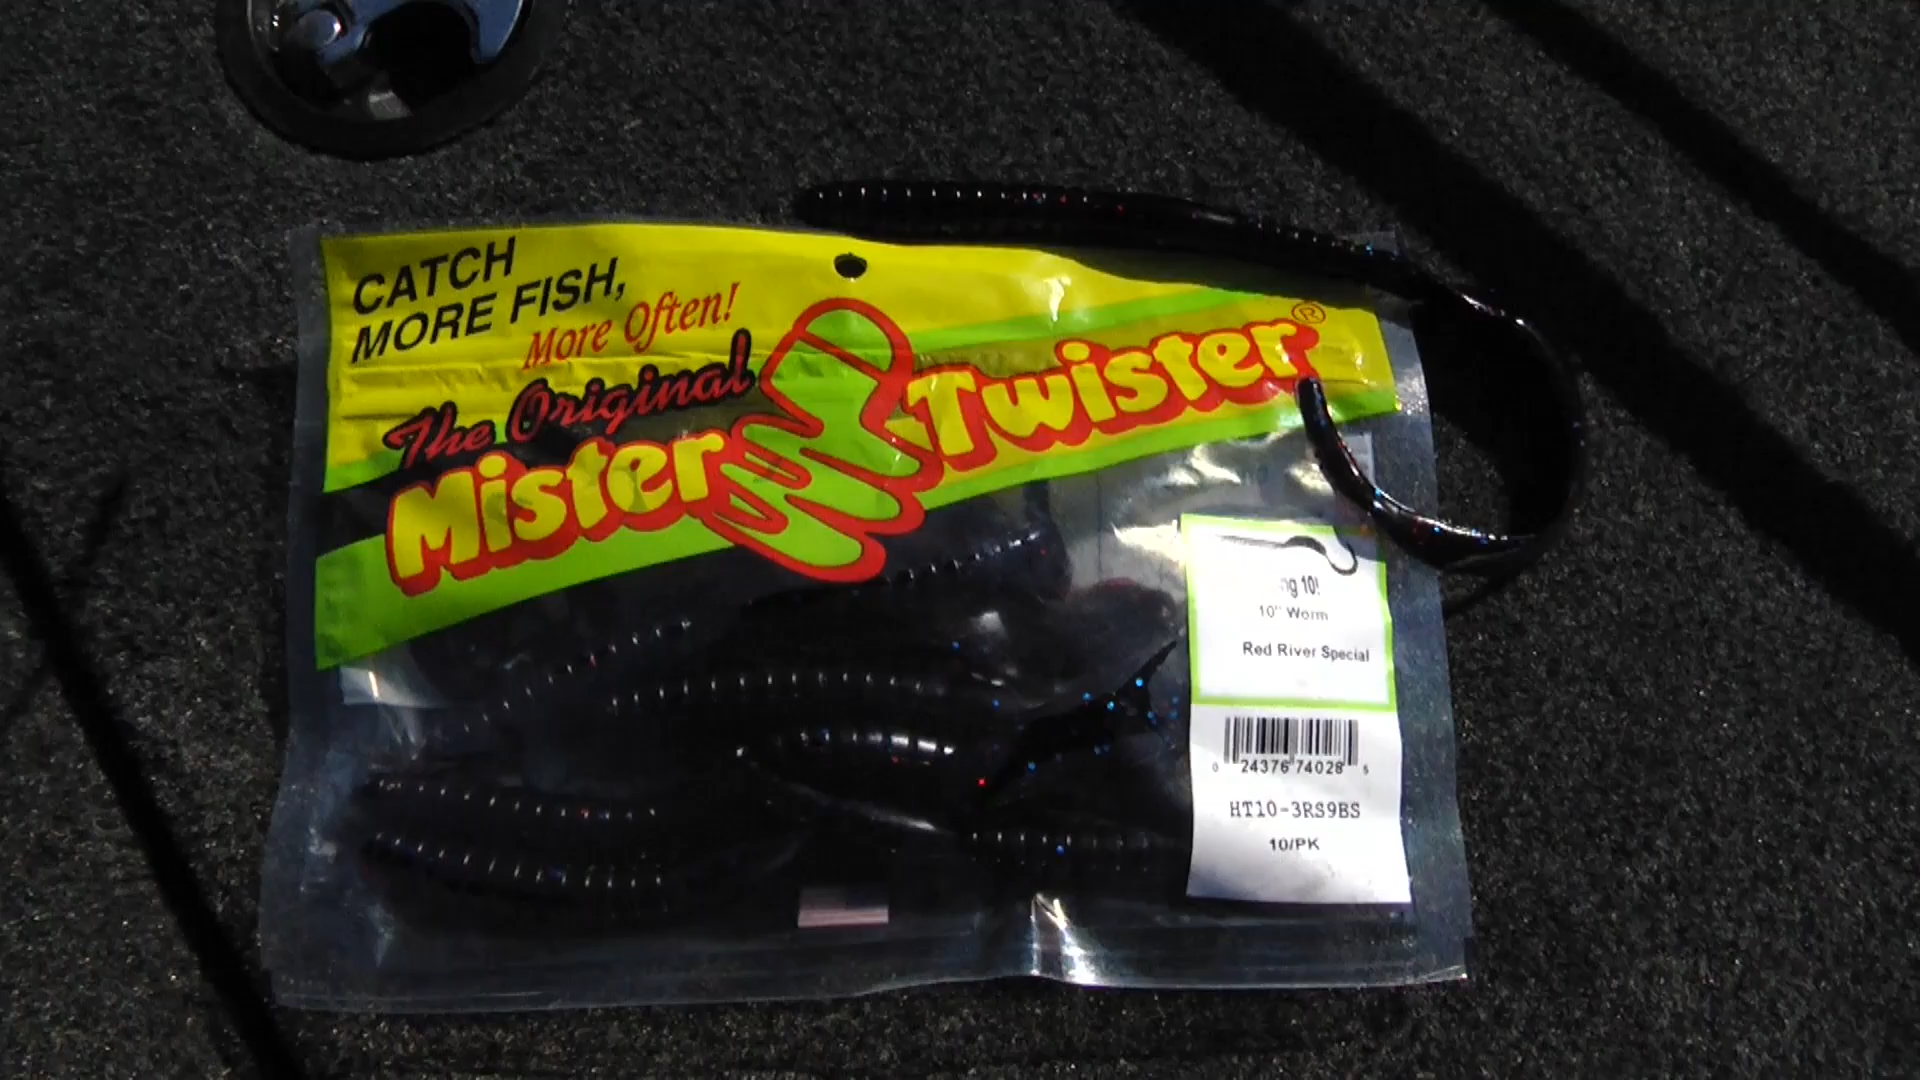 CATCH
MORE FISH,
More Often!
The Original
Mister Twister®
10!
10" Worm
Red River Special
0 24376 74028 5
HT10-3RS9BS
10/PK